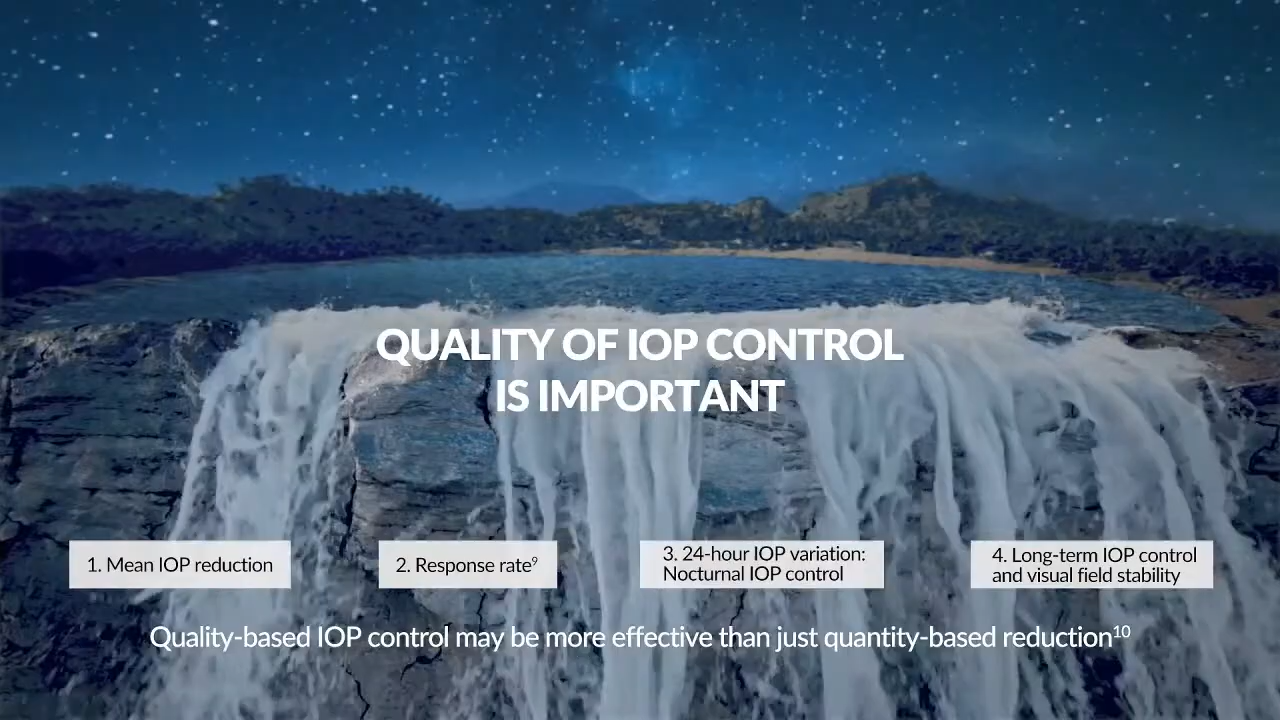 QUALITY OF IOP CONTROL
IS IMPORTANT
1. Mean IOP reduction
2. Response rate⁹
3. 24-hour IOP variation:
Nocturnal IOP control
4. Long-term IOP control
and visual field stability
Quality-based IOP control may be more effective than just quantity-based reduction¹⁰